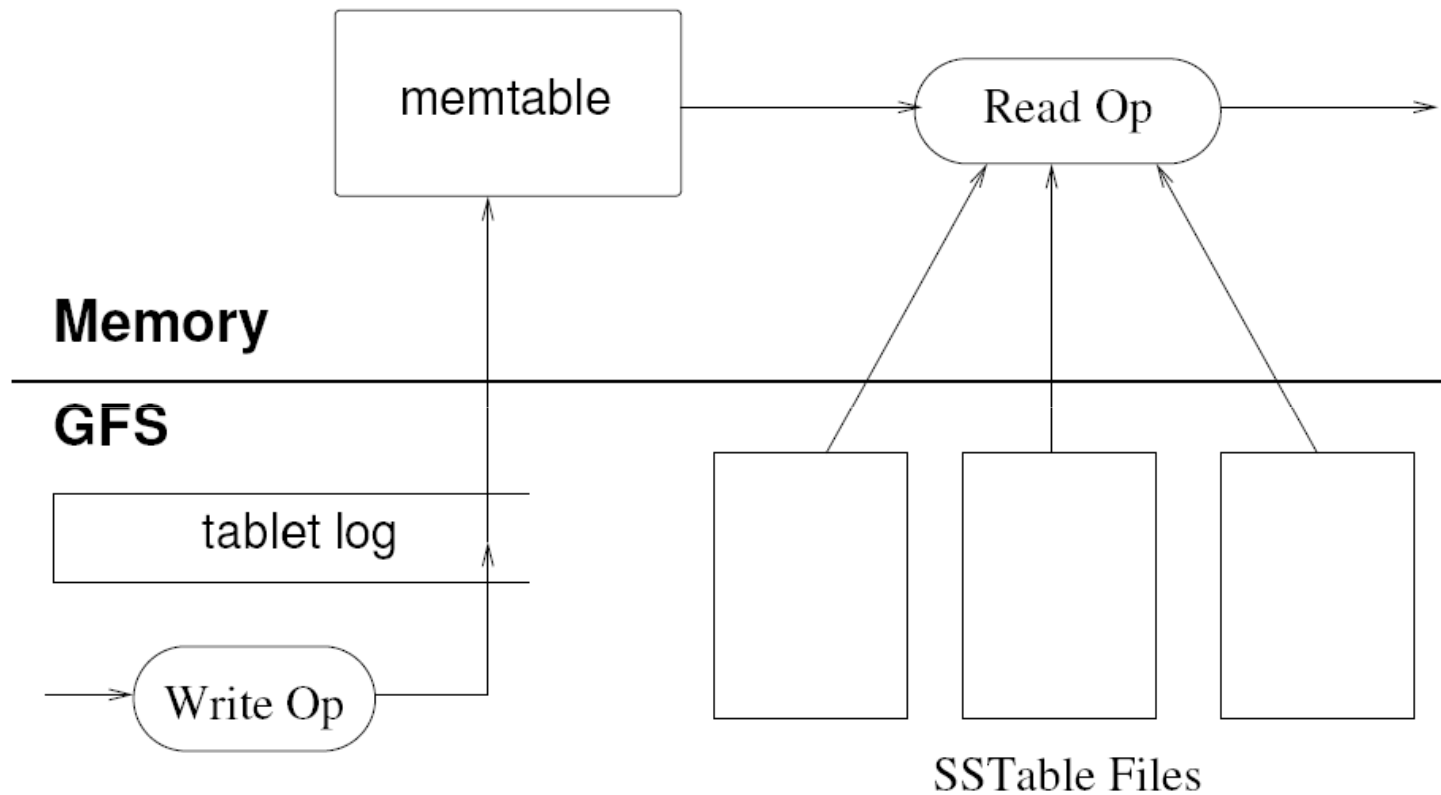 memtable
Read Op
Memory
GFS
tablet log
Write Op
SSTable Files